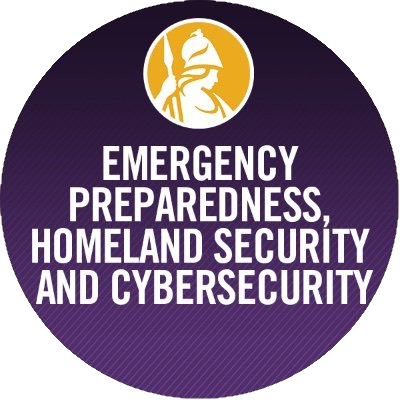 EMERGENCY
PREPAREDNESS,
HOMELAND SECURITY
AND CYBERSECURITY